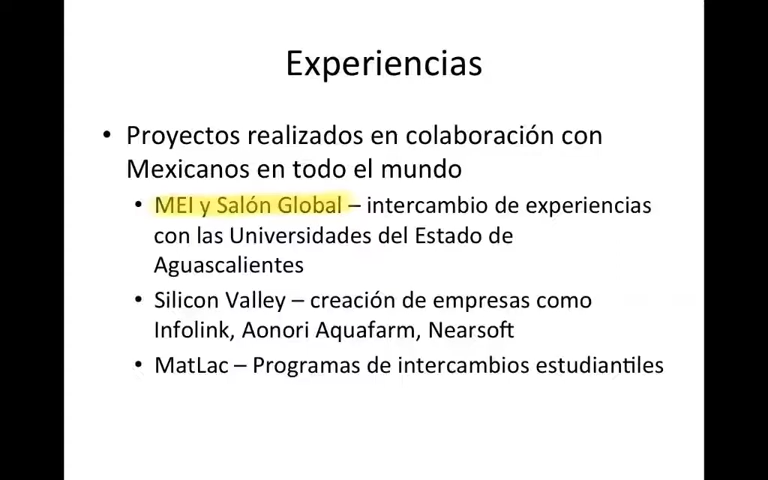 Experiencias
• Proyectos realizados en colaboración con
Mexicanos en todo el mundo
• MEI y Salón Global – intercambio de experiencias
con las Universidades del Estado de
Aguascalientes
• Silicon Valley – creación de empresas como
Infolink, Aonori Aquafarm, Nearsoft
• MatLac – Programas de intercambios estudiantiles